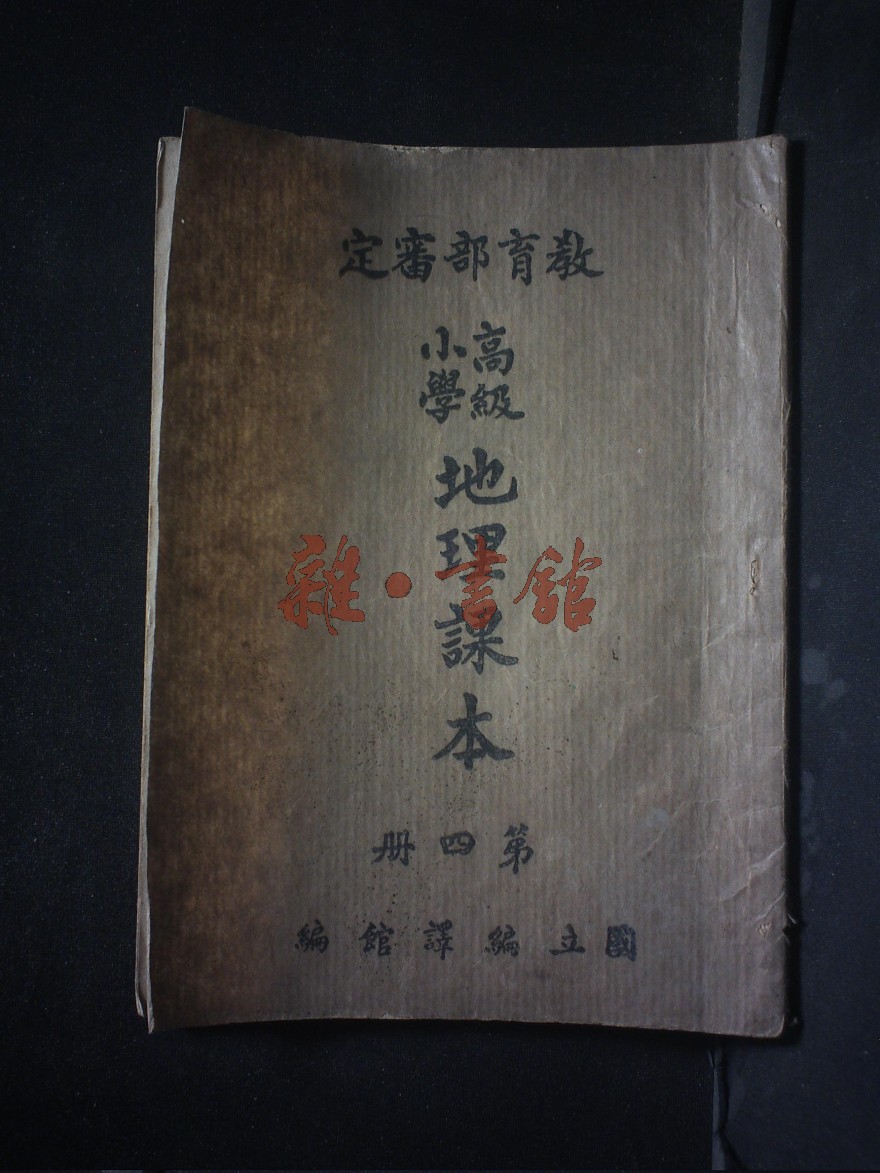 教育部審定
高級
小學
地理課本
雜·書館
第四冊
國立編譯館編